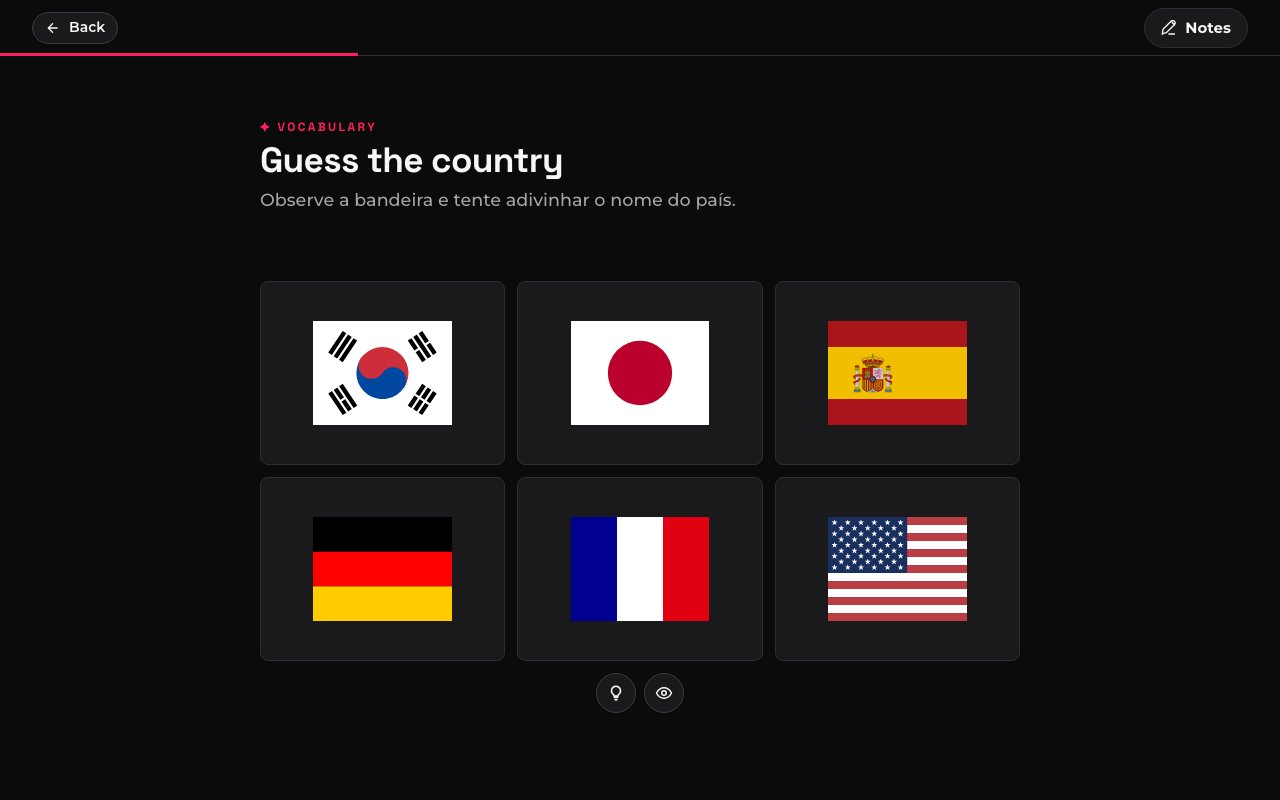 Back
Notes
VOCABULARY
Guess the country
Observe a bandeira e tente adivinhar o nome do país.